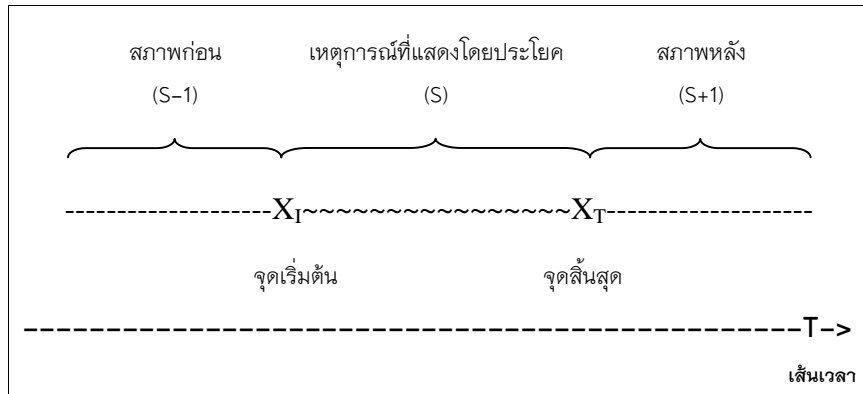 สภาพก่อน เหตุการณ์ที่แสดงโดยประโยค สภาพหลัง
(S–1) (S) (S+1)
--------------------X_I~~~~~~~~~~~~~~~~X_T--------------------
จุดเริ่มต้น จุดสิ้นสุด
-----------------------------------------------T->
เส้นเวลา